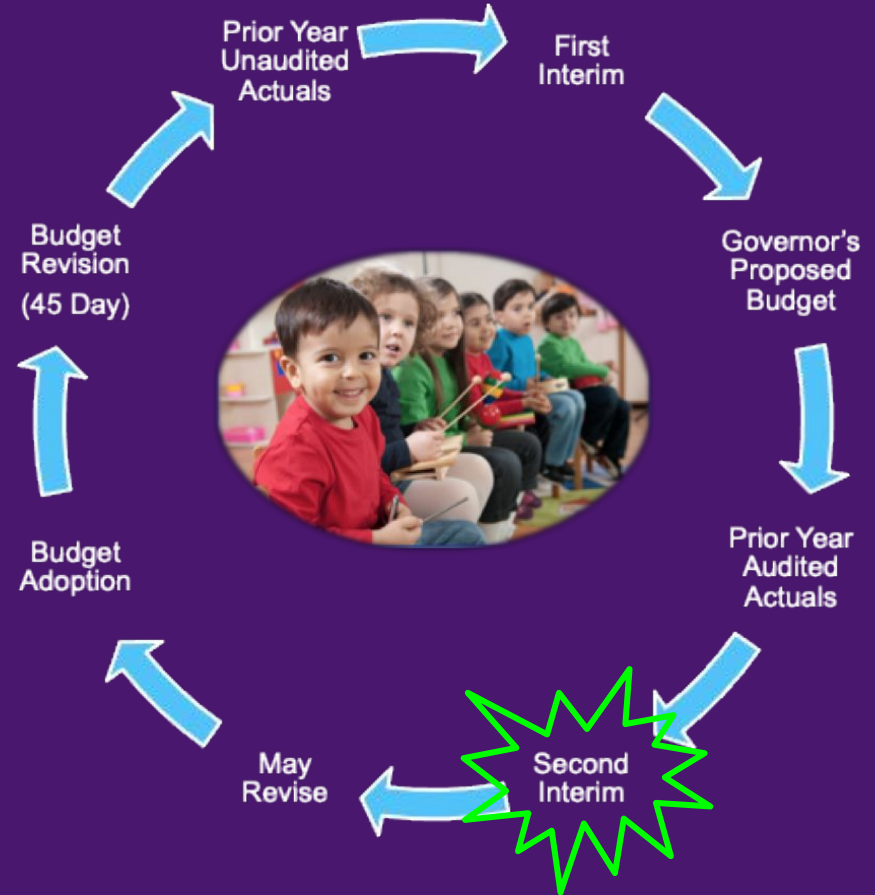 Prior Year
Unaudited
Actuals
First
Interim
Governor's
Proposed
Budget
Prior Year
Audited
Actuals
Second
Interim
May
Revise
Budget
Adoption
Budget
Revision
(45 Day)